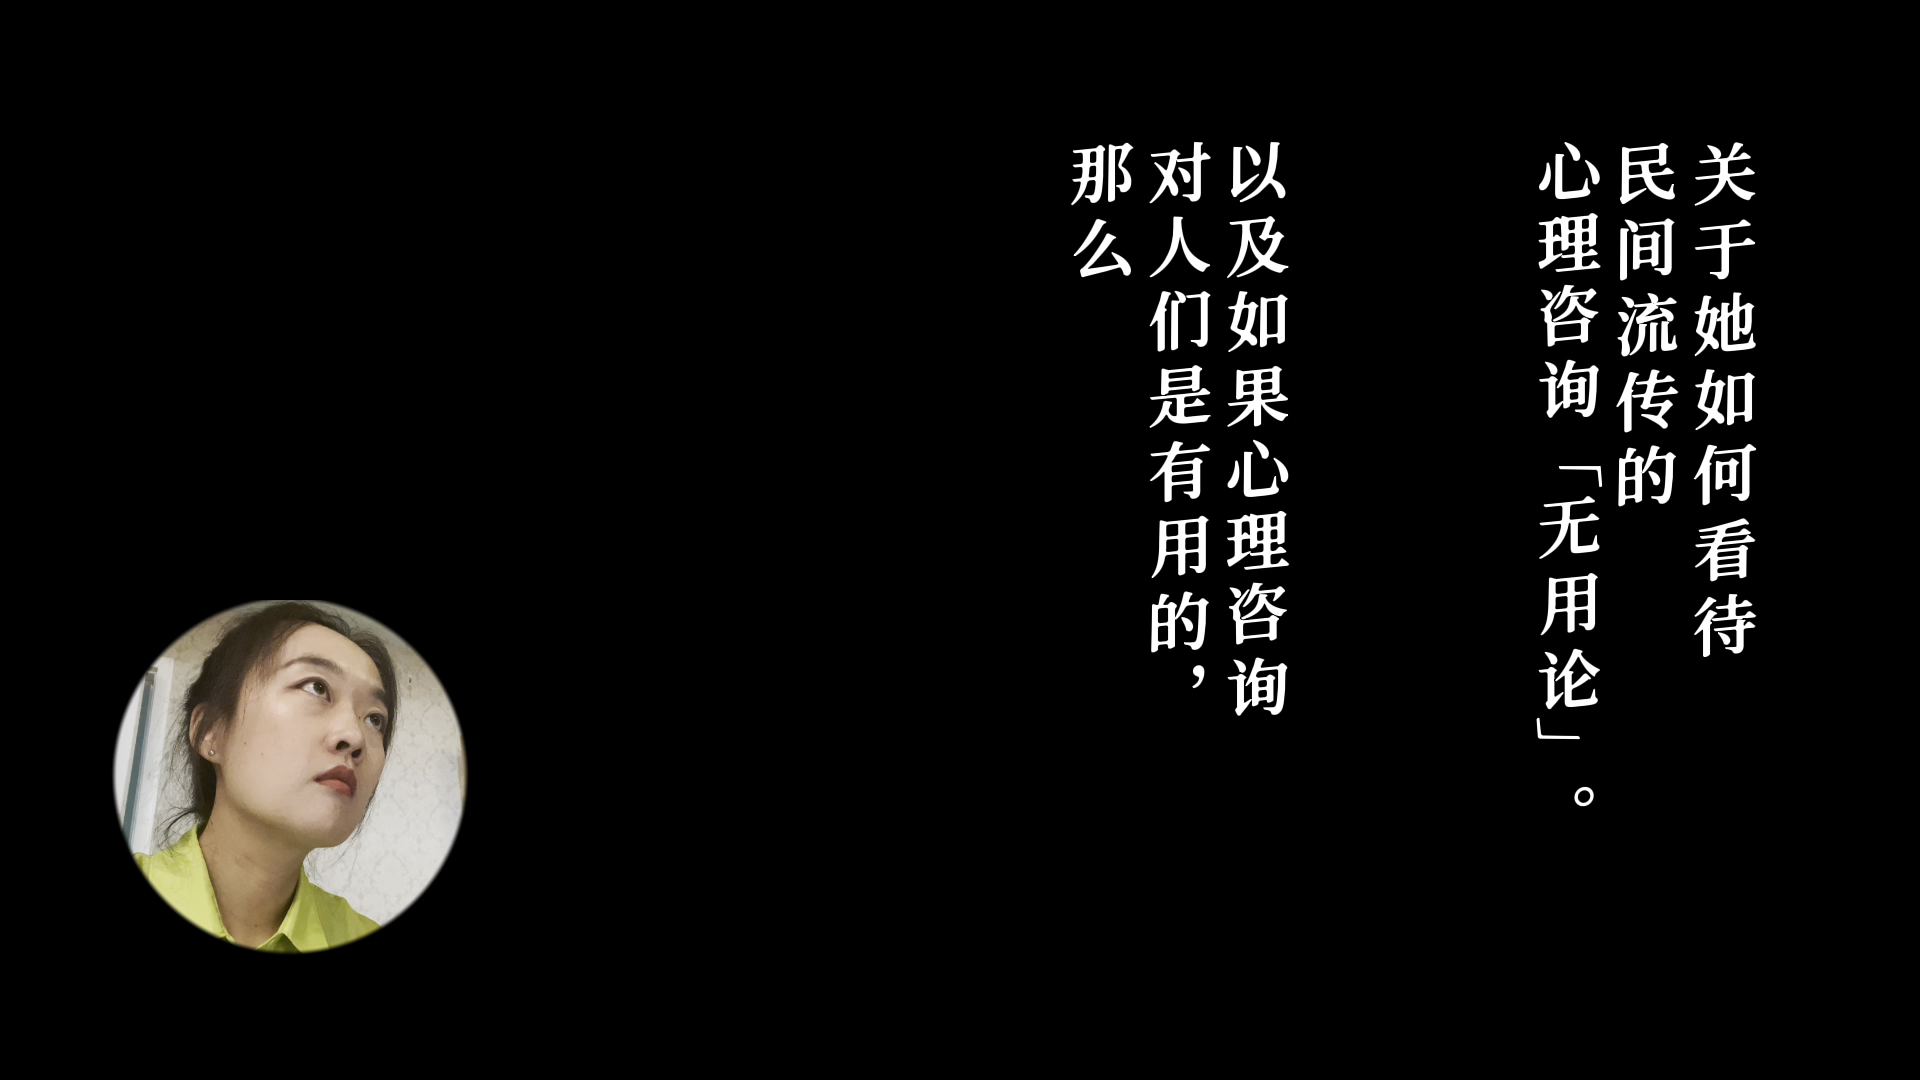 关于她如何看待
民间流传的
心理咨询「无用论」。
以及如果心理咨询
对人们是有用的，
那么